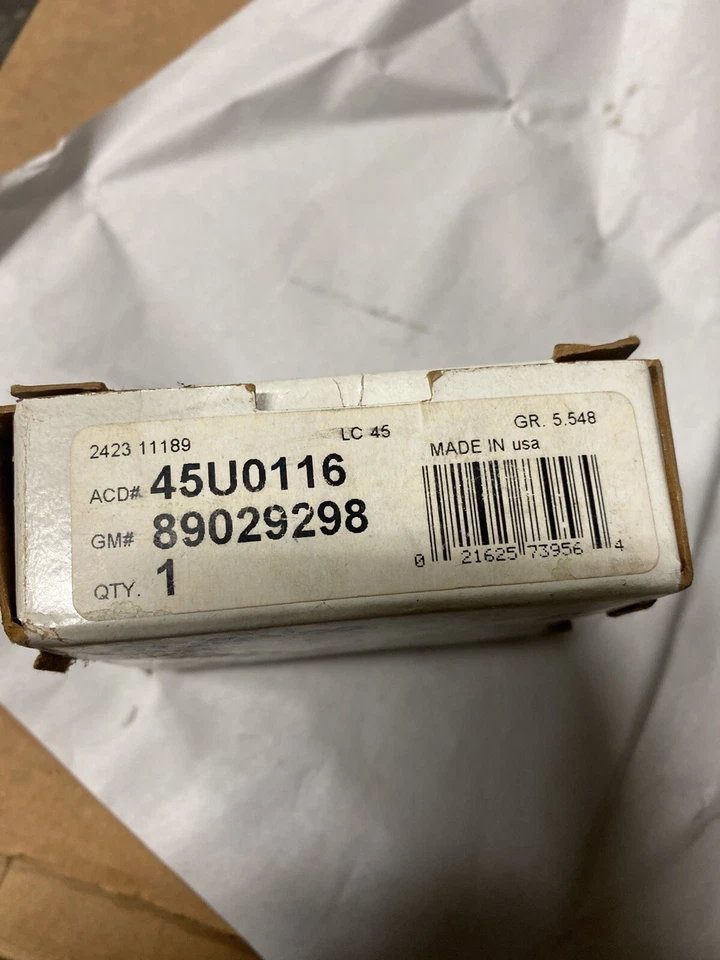 2423 11189
LC 45
GR. 5.548
ACD# 45U0116
MADE IN usa
GM# 89029298
QTY. 1
0 21625 73956 4